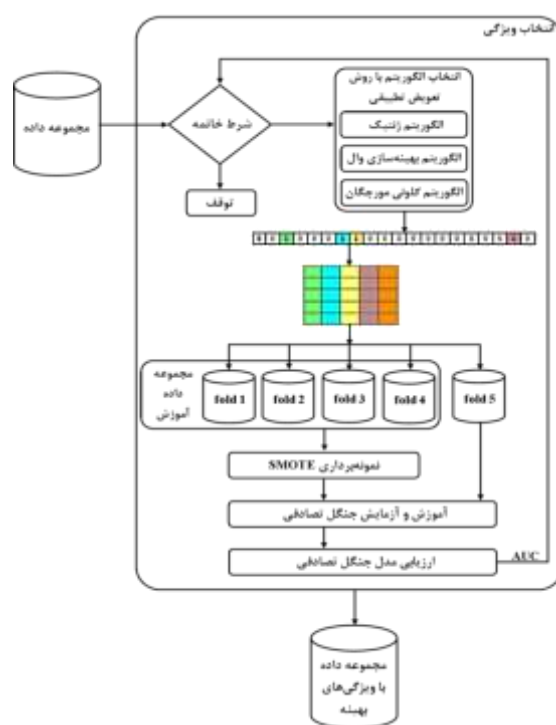 انتخاب ویژگی
مجموعه داده
شرط خاتمه
توقف
انتخاب الگوریتم با روش
تعویض تطبیقی
الگوریتم ژنتیک
الگوریتم بهینه‌سازی وال
الگوریتم کلونی مورچگان
مجموعه
داده
آموزش
fold 1
fold 2
fold 3
fold 4
fold 5
نمونه‌برداری SMOTE
آموزش و آزمایش جنگل تصادفی
ارزیابی مدل جنگل تصادفی
AUC
مجموعه داده
با ویژگی‌های
بهینه